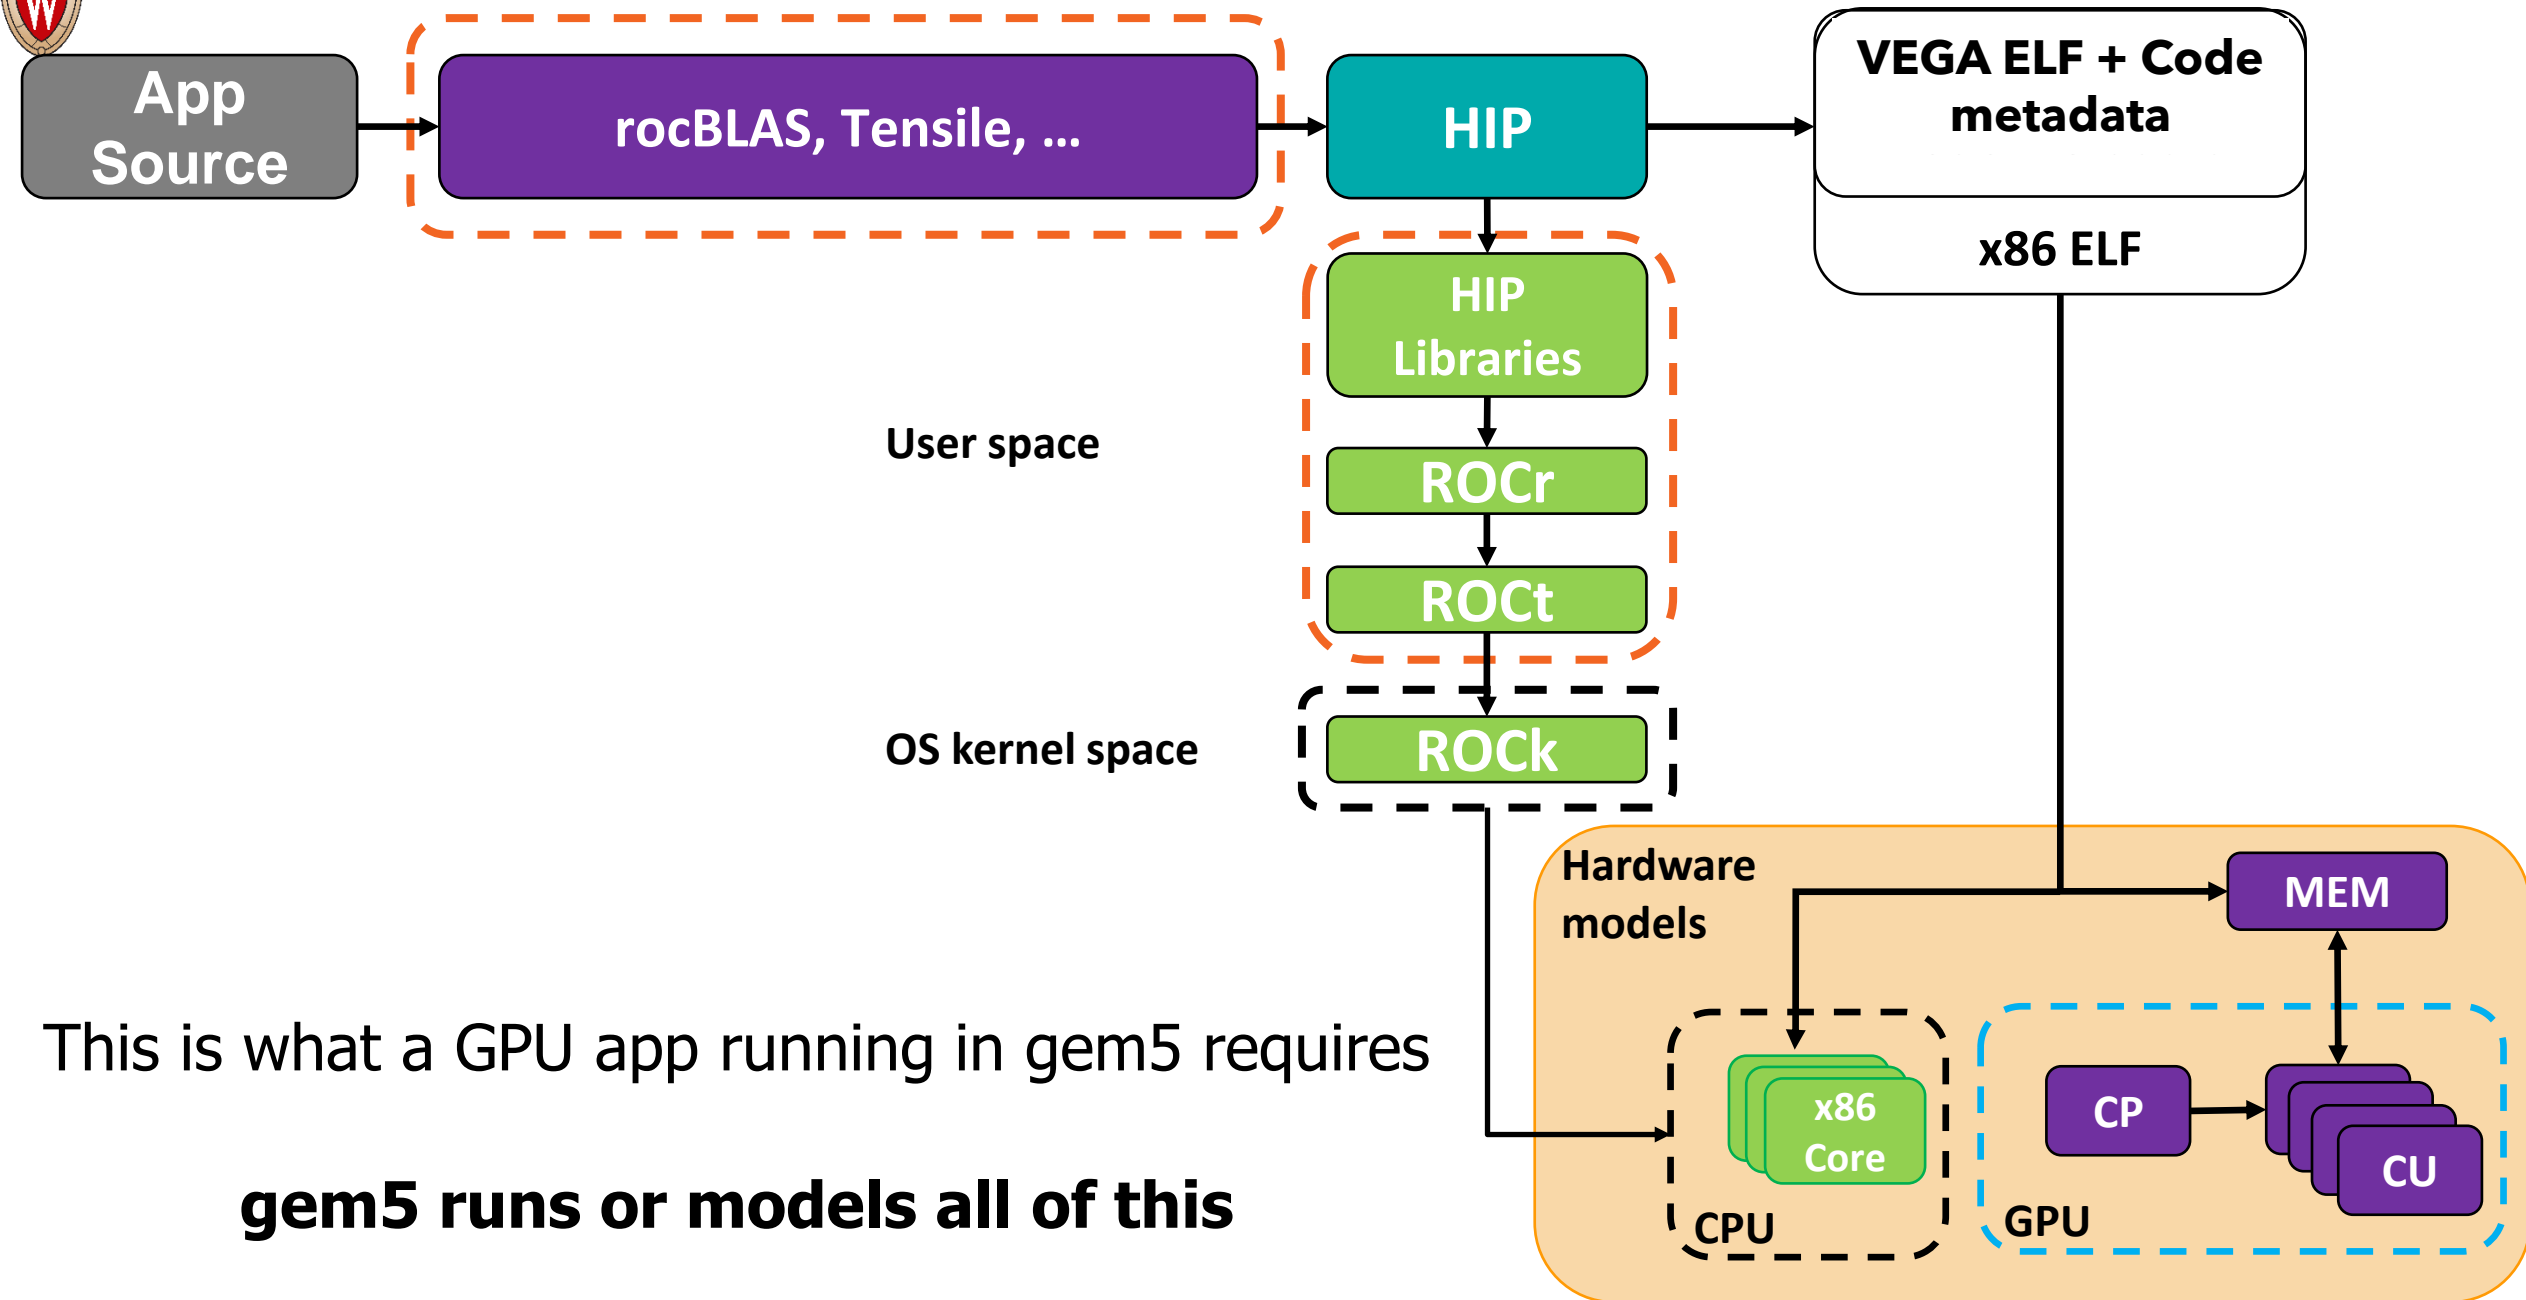 W
App
Source
rocBLAS, Tensile, ...
HIP
VEGA ELF + Code
metadata
x86 ELF
HIP
Libraries
User space
ROCr
ROCt
OS kernel space
ROCk
Hardware
models
MEM
This is what a GPU app running in gem5 requires
x86
Core
CP
CU
gem5 runs or models all of this
CPU
GPU